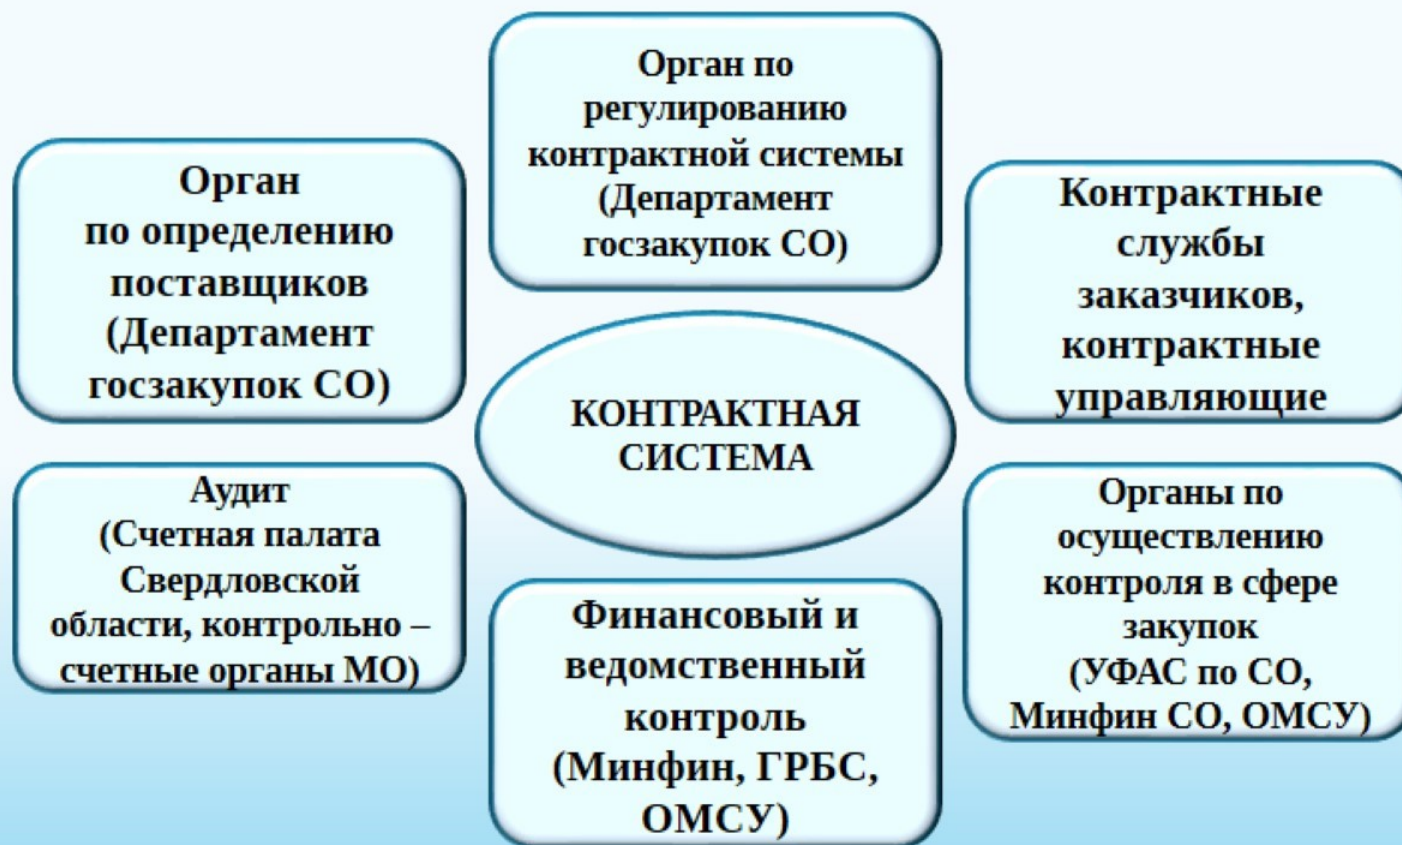 Орган по
регулированию
контрактной системы
(Департамент
госзакупок СО)
Орган
по определению
поставщиков
(Департамент
госзакупок СО)
Контрактные
службы
заказчиков,
контрактные
управляющие
КОНТРАКТНАЯ
СИСТЕМА
Аудит
(Счетная палата
Свердловской
области, контрольно –
счетные органы МО)
Финансовый и
ведомственный
контроль
(Минфин, ГРБС,
ОМСУ)
Органы по
осуществлению
контроля в сфере
закупок
(УФАС по СО,
Минфин СО, ОМСУ)